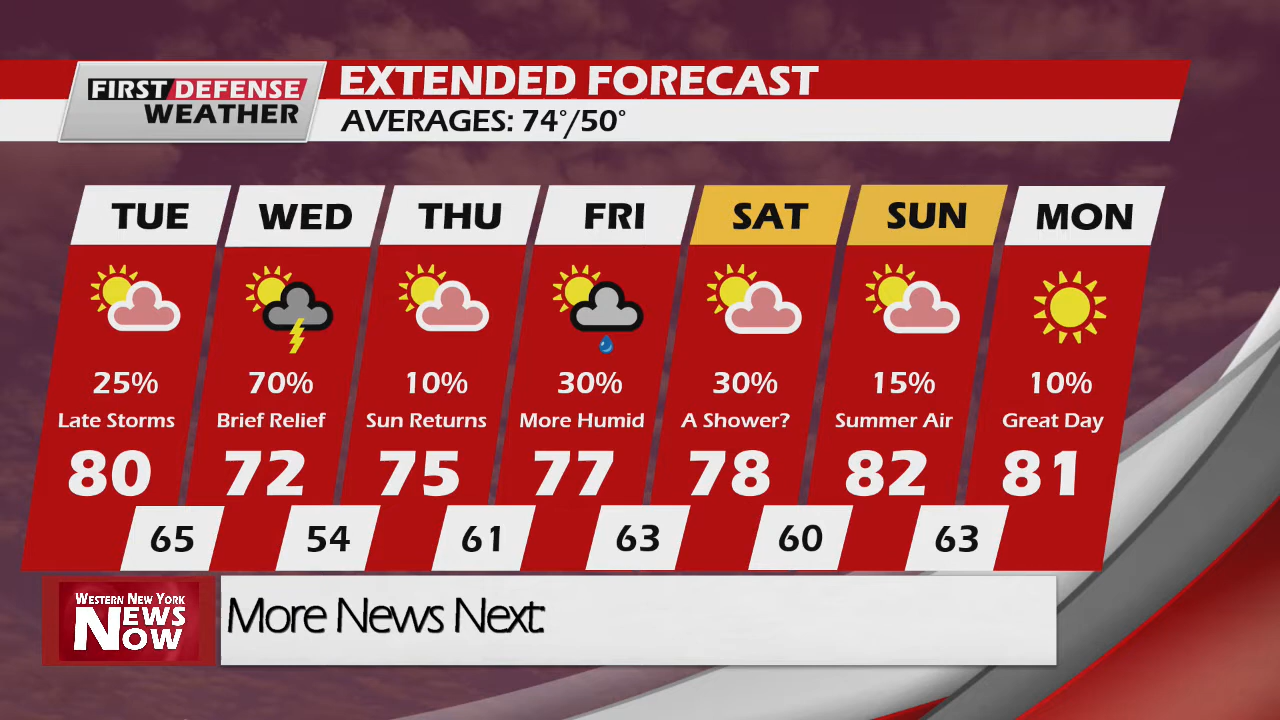 FIRST DEFENSE
WEATHER
EXTENDED FORECAST
AVERAGES: 74°/50°
TUE WED THU FRI SAT SUN MON
25% 70% 10% 30% 30% 15% 10%
Late Storms Brief Relief Sun Returns More Humid A Shower? Summer Air Great Day
80 72 75 77 78 82 81
65 54 61 63 60 63
WESTERN NEW YORK
NEWS
NOW
More News Next: